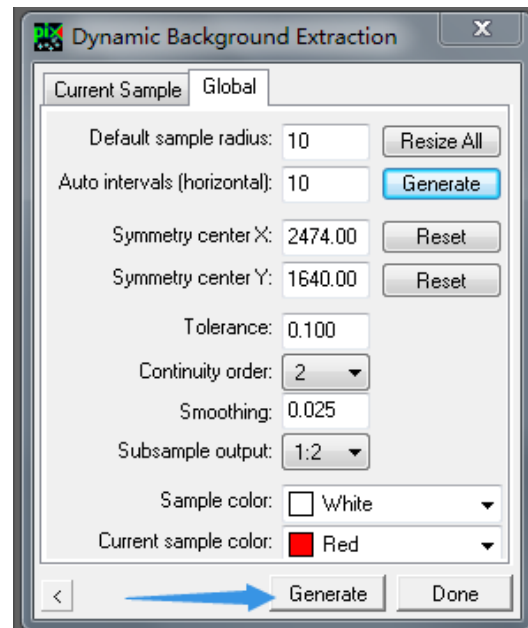 piX Dynamic Background Extraction X
Current Sample Global
Default sample radius: 10 Resize All
Auto intervals (horizontal): 10 Generate
Symmetry center X: 2474.00 Reset
Symmetry center Y: 1640.00 Reset
Tolerance: 0.100
Continuity order: 2
Smoothing: 0.025
Subsample output: 1:2
Sample color: White
Current sample color: Red
< Generate Done